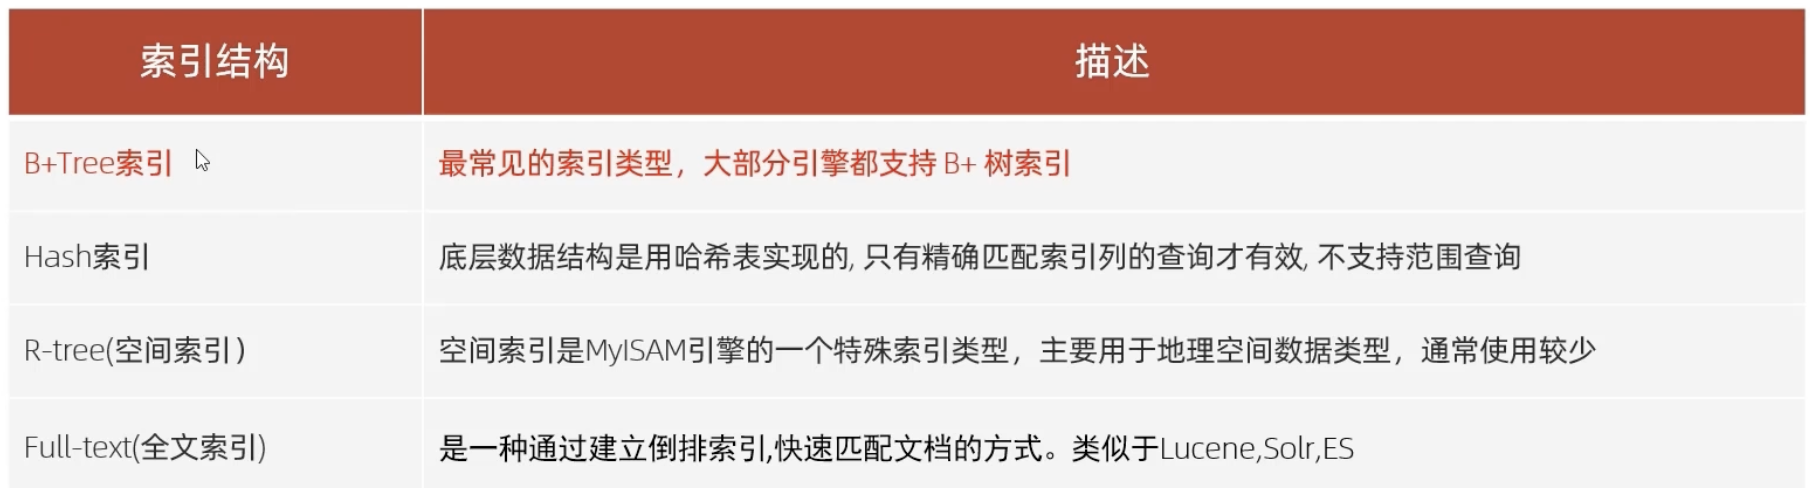 索引结构 描述
B+Tree索引 最常见的索引类型，大部分引擎都支持 B+ 树索引
Hash索引 底层数据结构是用哈希表实现的, 只有精确匹配索引列的查询才有效, 不支持范围查询
R-tree(空间索引） 空间索引是MyISAM引擎的一个特殊索引类型，主要用于地理空间数据类型，通常使用较少
Full-text(全文索引) 是一种通过建立倒排索引,快速匹配文档的方式。类似于Lucene,Solr,ES